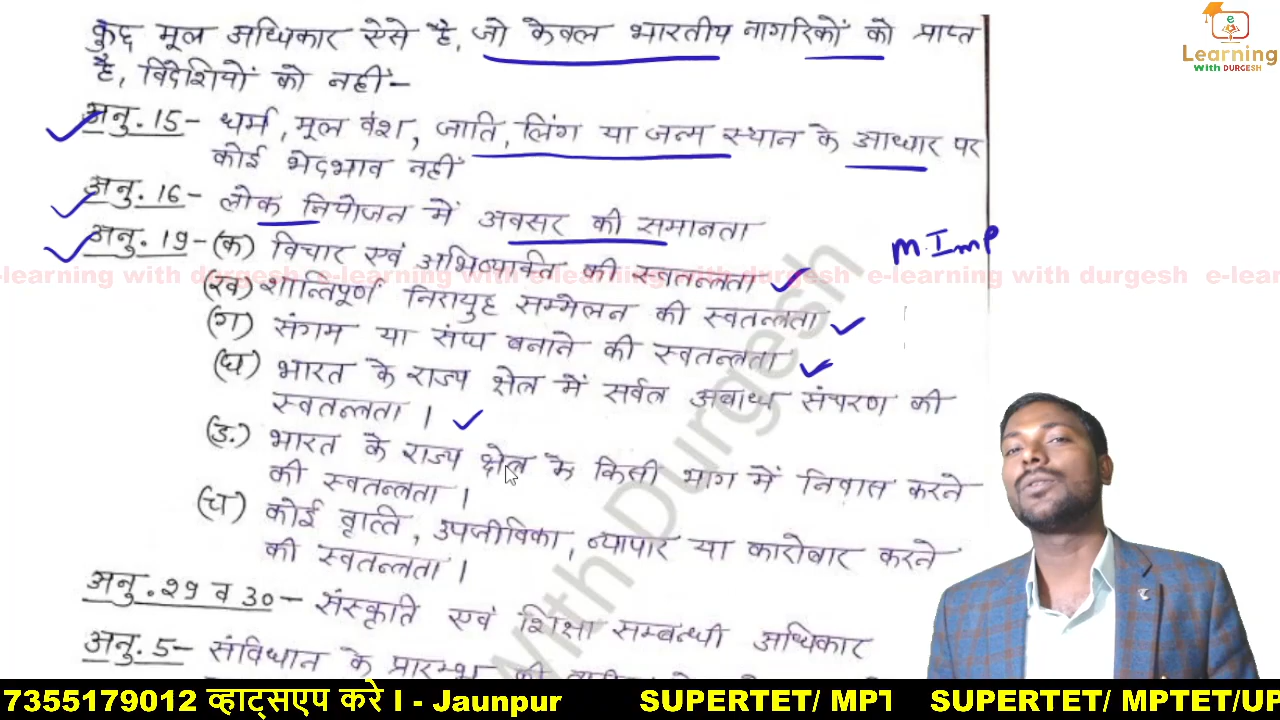 e
Learning
With DURGESH
कुछ मूल अधिकार ऐसे है, जो केवल भारतीय नागरिकों को प्राप्त
है, विदेशियों को नहीं-
अनु. 15- धर्म, मूल वंश, जाति, लिंग या जन्म स्थान के आधार पर
कोई भेदभाव नहीं
अनु. 16- लोक नियोजन में अवसर की समानता
अनु. 19- (क) विचार एवं अभिव्यक्ति की स्वतन्त्रता
M. Imp
e-learning with durgesh e-learning with durgesh e-learning with durgesh e-lear
(ख) शान्तिपूर्ण निरायुद्द सम्मेलन की स्वतन्त्रता
(ग) संगम या संघ बनाने की स्वतन्त्रता
(घ) भारत के राज्य क्षेत्र में सर्वत्र अबाध संचरण की
स्वतन्त्रता ।
(ड.) भारत के राज्य क्षेत्र के किसी भाग में निवास करने
की स्वतन्त्रता ।
(च) कोई वृत्ति, उपजीविका, व्यापार या कारोबार करने
की स्वतन्त्रता ।
अनु. 29 व 30- संस्कृति एवं शिक्षा सम्बन्धी अधिकार
अनु. 5- संविधान के प्रारम्भ
with Durgesh
7355179012 व्हाट्सएप करे I - Jaunpur SUPERTET/ MPT SUPERTET/ MPTET/UP